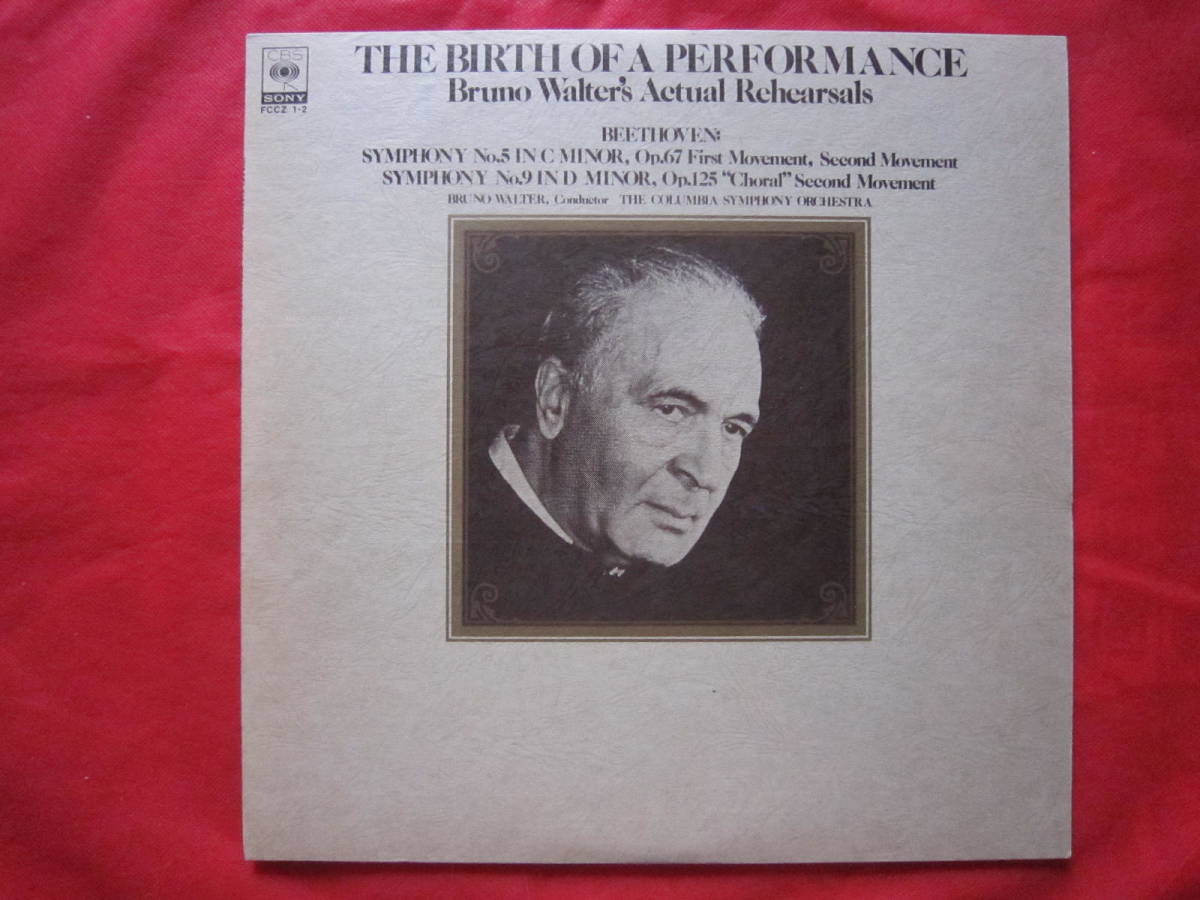 CBS
SONY
FCCZ 1-2
THE BIRTH OF A PERFORMANCE
Bruno Walter's Actual Rehearsals
BEETHOVEN:
SYMPHONY No.5 IN C MINOR, Op.67 First Movement, Second Movement
SYMPHONY No.9 IN D MINOR, Op.125 "Choral" Second Movement
BRUNO WALTER, Conductor THE COLUMBIA SYMPHONY ORCHESTRA